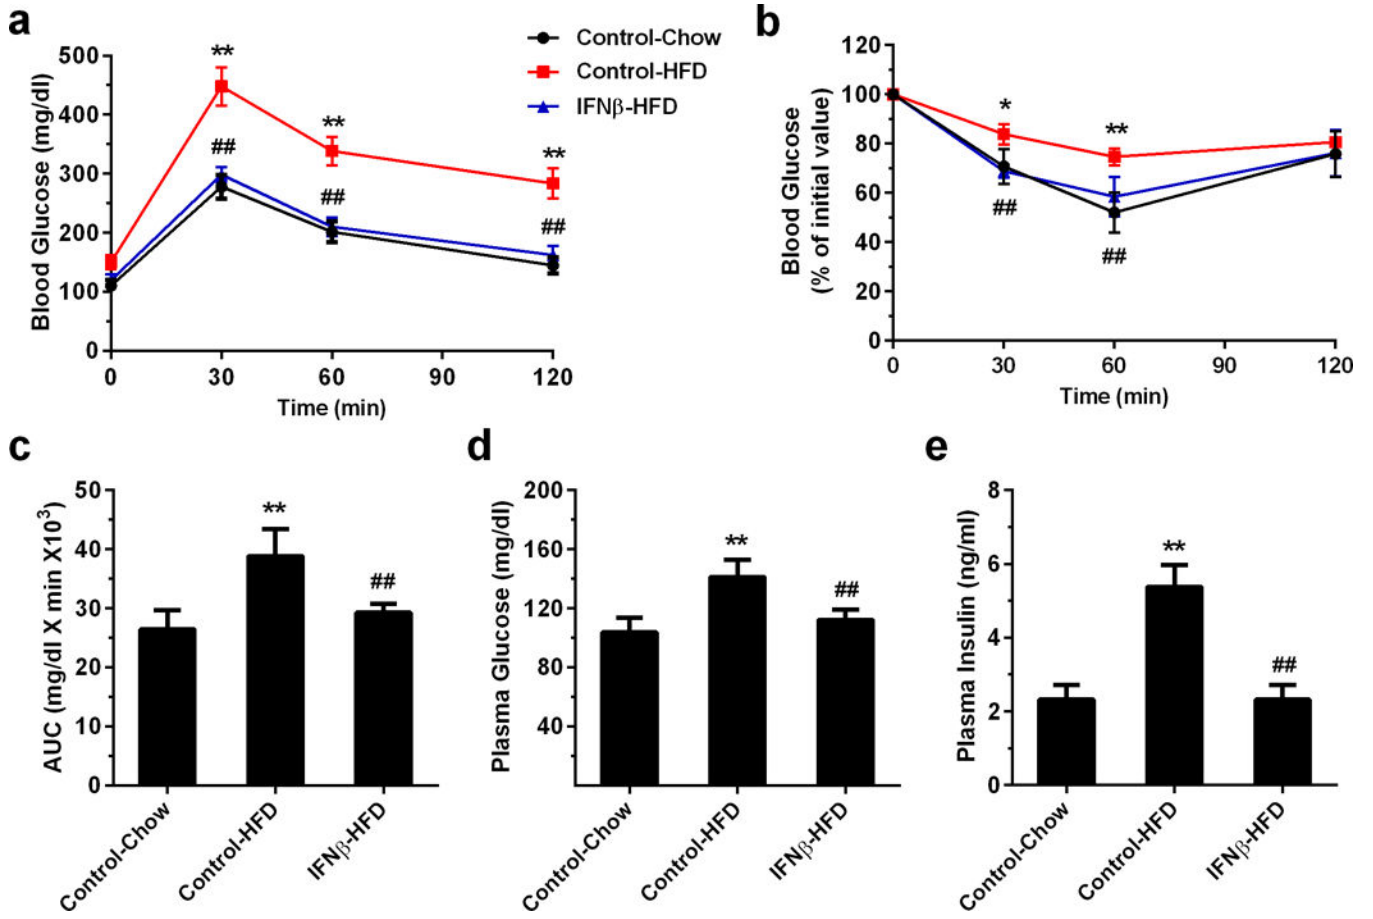 a
Blood Glucose (mg/dl)
500
400
300
200
100
0
0 30 60 90 120
Time (min)
** ** **
## ## ##
Control-Chow
Control-HFD
IFNβ-HFD
b
Blood Glucose
(% of initial value)
120
100
80
60
40
20
0
0 30 60 90 120
Time (min)
* **
## ##
c
AUC (mg/dl X min X10³)
50
40
30
20
10
0
** ##
Control-Chow
Control-HFD
IFNβ-HFD
d
Plasma Glucose (mg/dl)
200
160
120
80
40
** ##
Control-Chow
Control-HFD
IFNβ-HFD
e
Plasma Insulin (ng/ml)
8
6
4
2
0
** ##
Control-Chow
Control-HFD
IFNβ-HFD